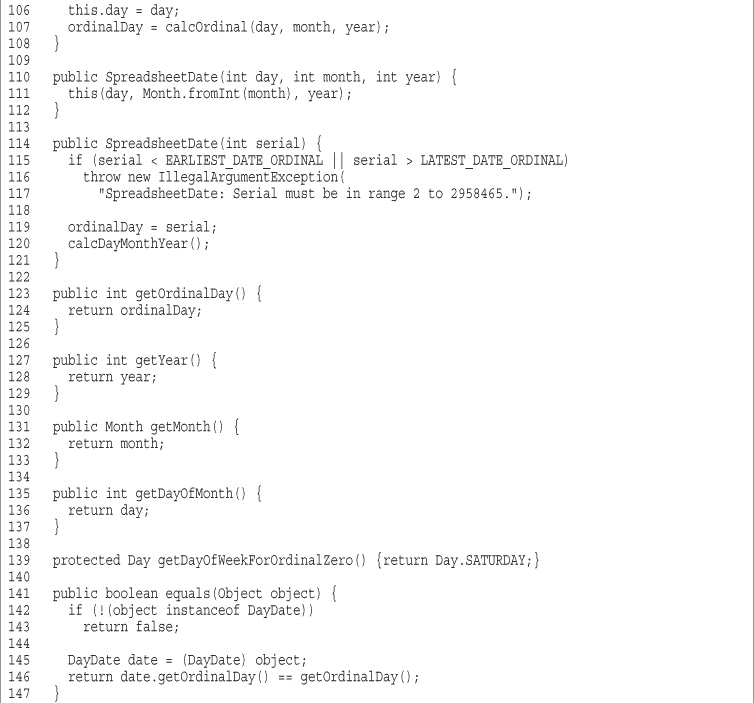 106     this.day = day;
107     ordinalDay = calcOrdinal(day, month, year);
108   }
109
110   public SpreadsheetDate(int day, int month, int year) {
111     this(day, Month.fromInt(month), year);
112   }
113
114   public SpreadsheetDate(int serial) {
115     if (serial < EARLIEST_DATE_ORDINAL || serial > LATEST_DATE_ORDINAL)
116       throw new IllegalArgumentException(
117         "SpreadsheetDate: Serial must be in range 2 to 2958465.");
118
119     ordinalDay = serial;
120     calcDayMonthYear();
121   }
122
123   public int getOrdinalDay() {
124     return ordinalDay;
125   }
126
127   public int getYear() {
128     return year;
129   }
130
131   public Month getMonth() {
132     return month;
133   }
134
135   public int getDayOfMonth() {
136     return day;
137   }
138
139   protected Day getDayOfWeekForOrdinalZero() {return Day.SATURDAY;}
140
141   public boolean equals(Object object) {
142     if (!(object instanceof DayDate))
143       return false;
144
145     DayDate date = (DayDate) object;
146     return date.getOrdinalDay() == getOrdinalDay();
147   }